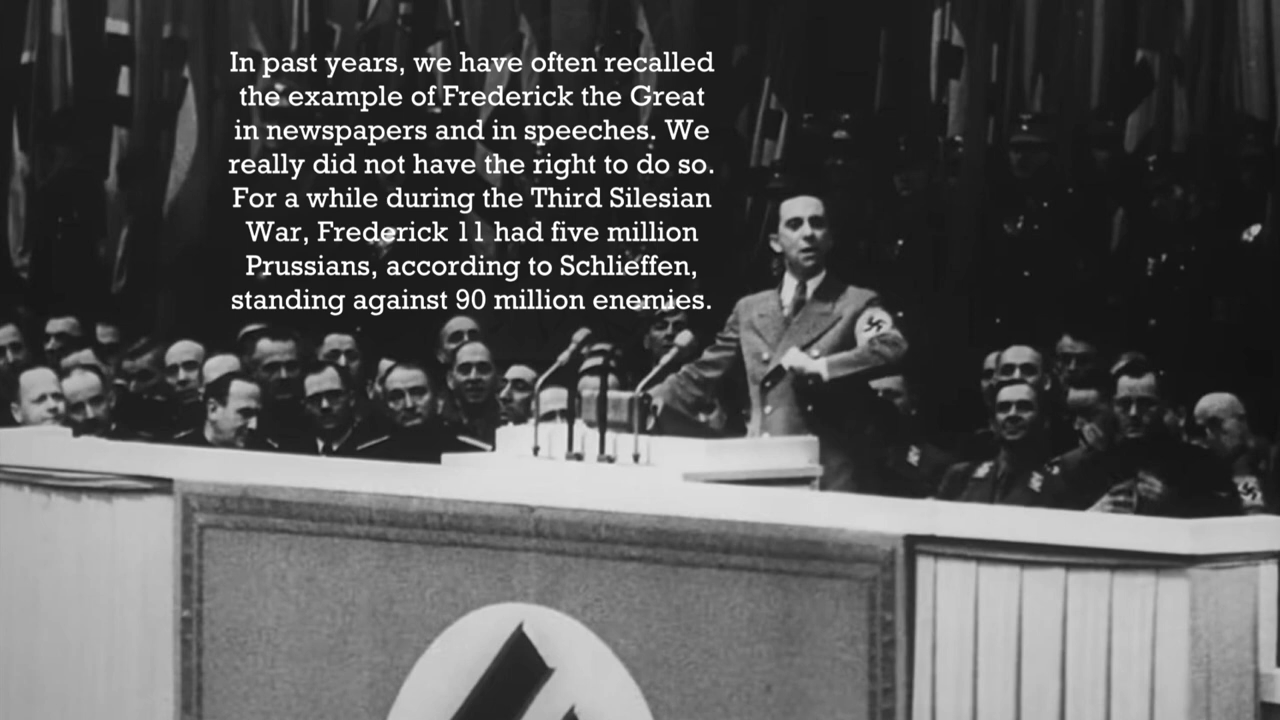 In past years, we have often recalled
the example of Frederick the Great
in newspapers and in speeches. We
really did not have the right to do so.
For a while during the Third Silesian
War, Frederick 11 had five million
Prussians, according to Schlieffen,
standing against 90 million enemies.